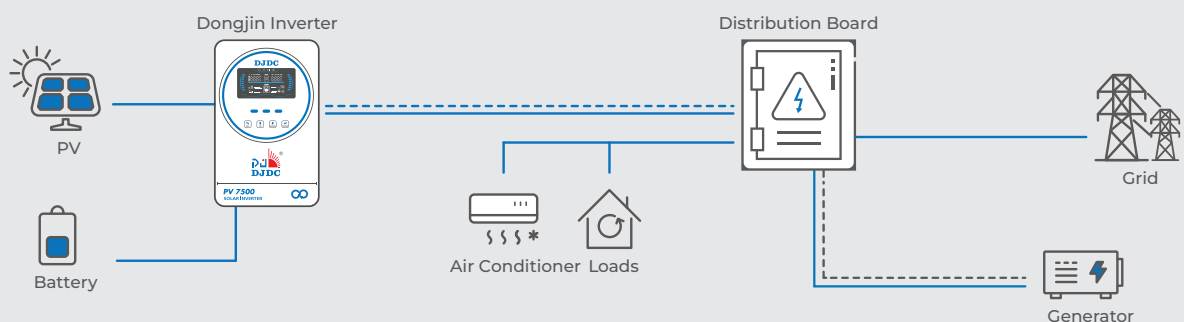 Dongjin Inverter
Distribution Board
DJDC
PV
DJDC
®
PV 7500
SOLAR INVERTER
Battery
Air Conditioner
Loads
Grid
Generator